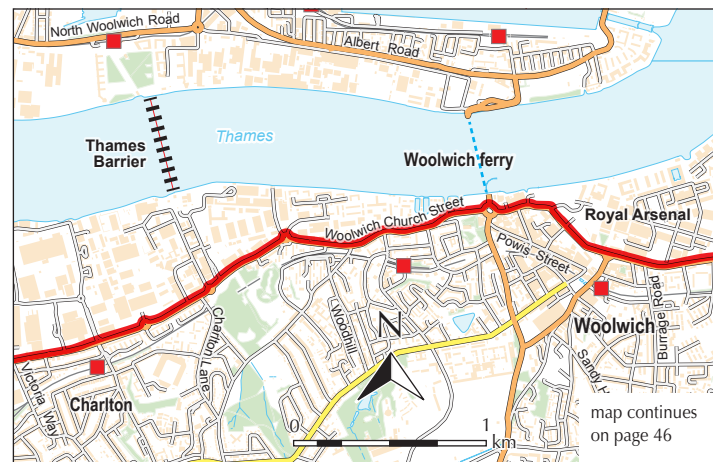 North Woolwich Road
Albert Road
Thames
Barrier
Thames
Woolwich ferry
Woolwich Church Street
Royal Arsenal
Powis Street
Woodhill
N
Charlton Lane
Woolwich
Burrage Road
Victoria Way
Charlton
0
1
km
map continues
on page 46